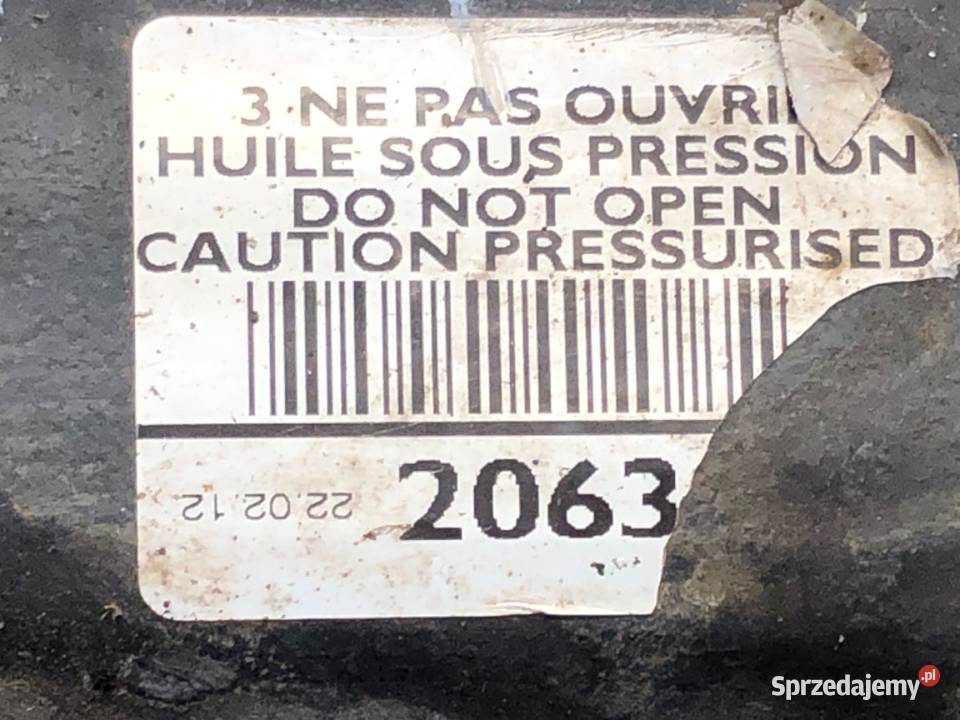 3 NE PAS OUVRI
HUILE SOUS PRESSION
DO NOT OPEN
CAUTION PRESSURISED
22.02.12 2063
Sprzedajemy.pl